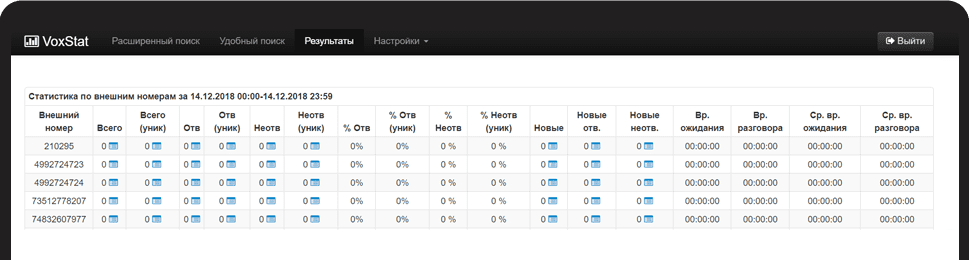 VoxStat Расширенный поиск Удобный поиск Результаты Настройки Выйти
Статистика по внешним номерам за 14.12.2018 00:00-14.12.2018 23:59
Внешний номер Всего Всего (уник) Отв Отв (уник) Неотв Неотв (уник) % Отв % Отв (уник) % Неотв % Неотв (уник) Новые Новые отв. Новые неотв. Вр. ожидания Вр. разговора Ср. вр. ожидания Ср. вр. разговора
210295 0 0 0 0 0 0 0% 0% 0 % 0 % 0 0 0 00:00:00 00:00:00 00:00:00 00:00:00
4992724723 0 0 0 0 0 0 0% 0% 0 % 0 % 0 0 0 00:00:00 00:00:00 00:00:00 00:00:00
4992724724 0 0 0 0 0 0 0% 0% 0 % 0 % 0 0 0 00:00:00 00:00:00 00:00:00 00:00:00
73512778207 0 0 0 0 0 0 0% 0% 0 % 0 % 0 0 0 00:00:00 00:00:00 00:00:00 00:00:00
74832607977 0 0 0 0 0 0 0% 0% 0 % 0 % 0 0 0 00:00:00 00:00:00 00:00:00 00:00:00